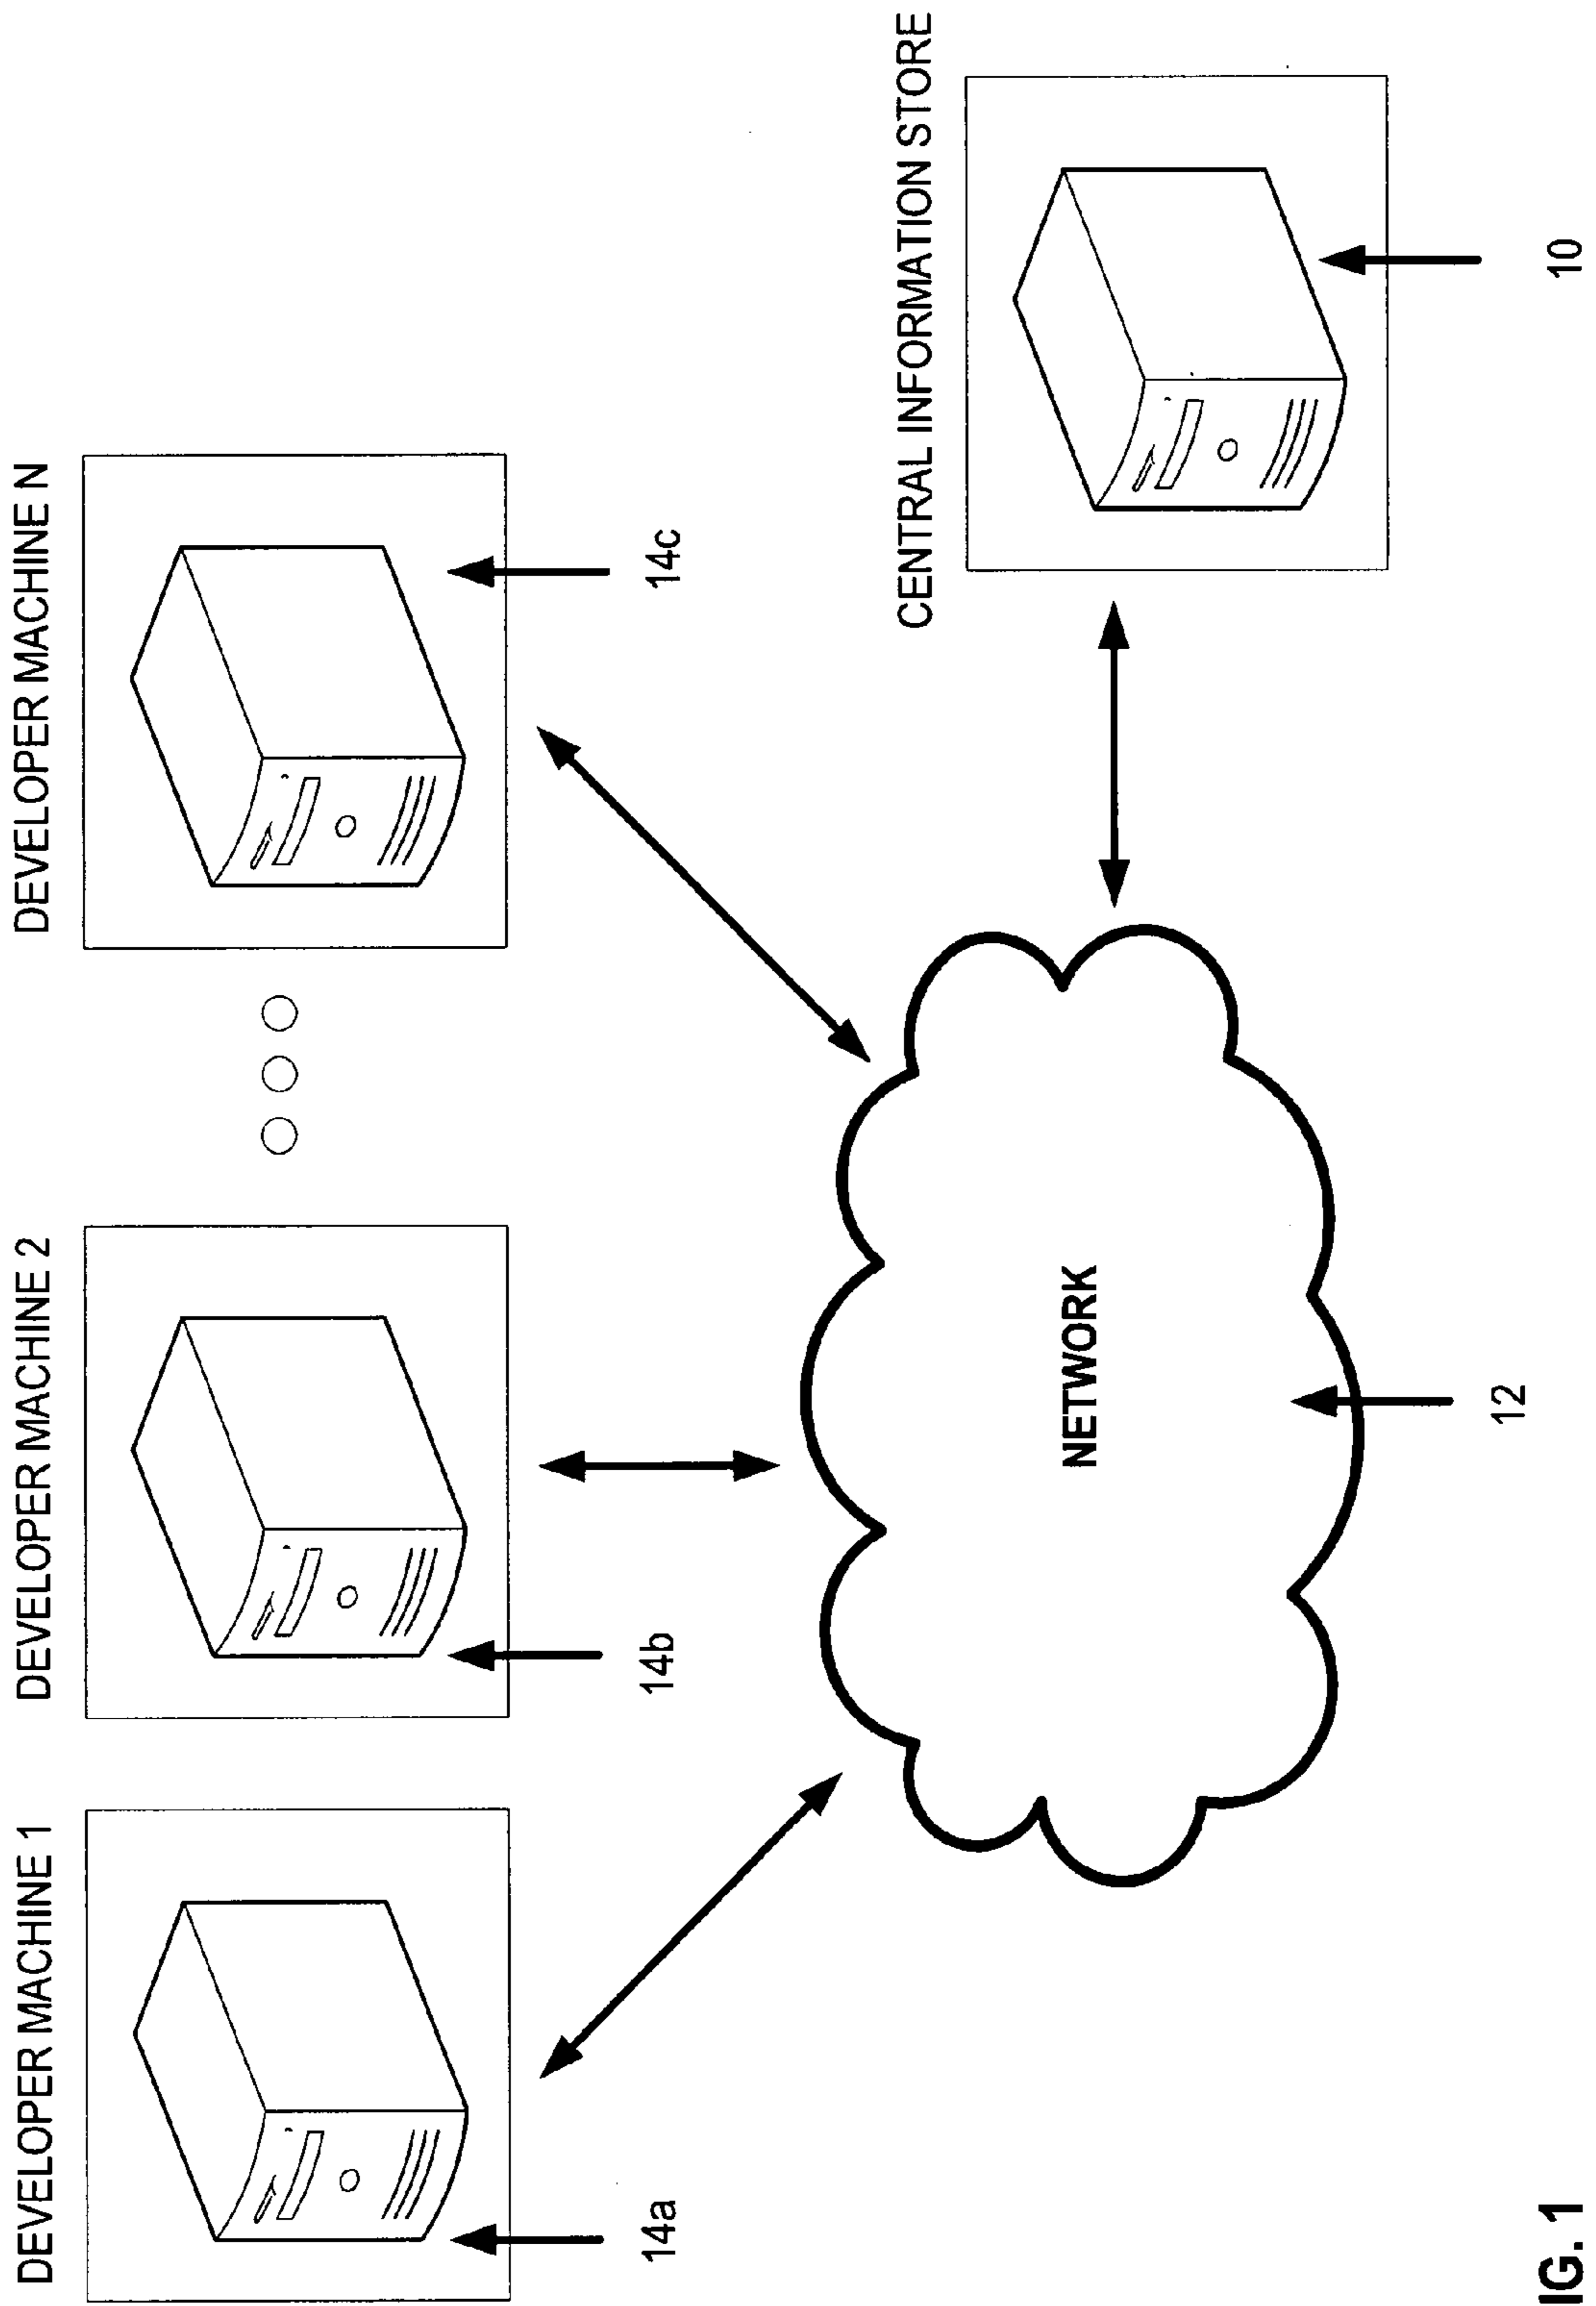 DEVELOPER MACHINE 1
DEVELOPER MACHINE 2
DEVELOPER MACHINE N
14a
14b
14c
CENTRAL INFORMATION STORE
NETWORK
12
10
IG. 1